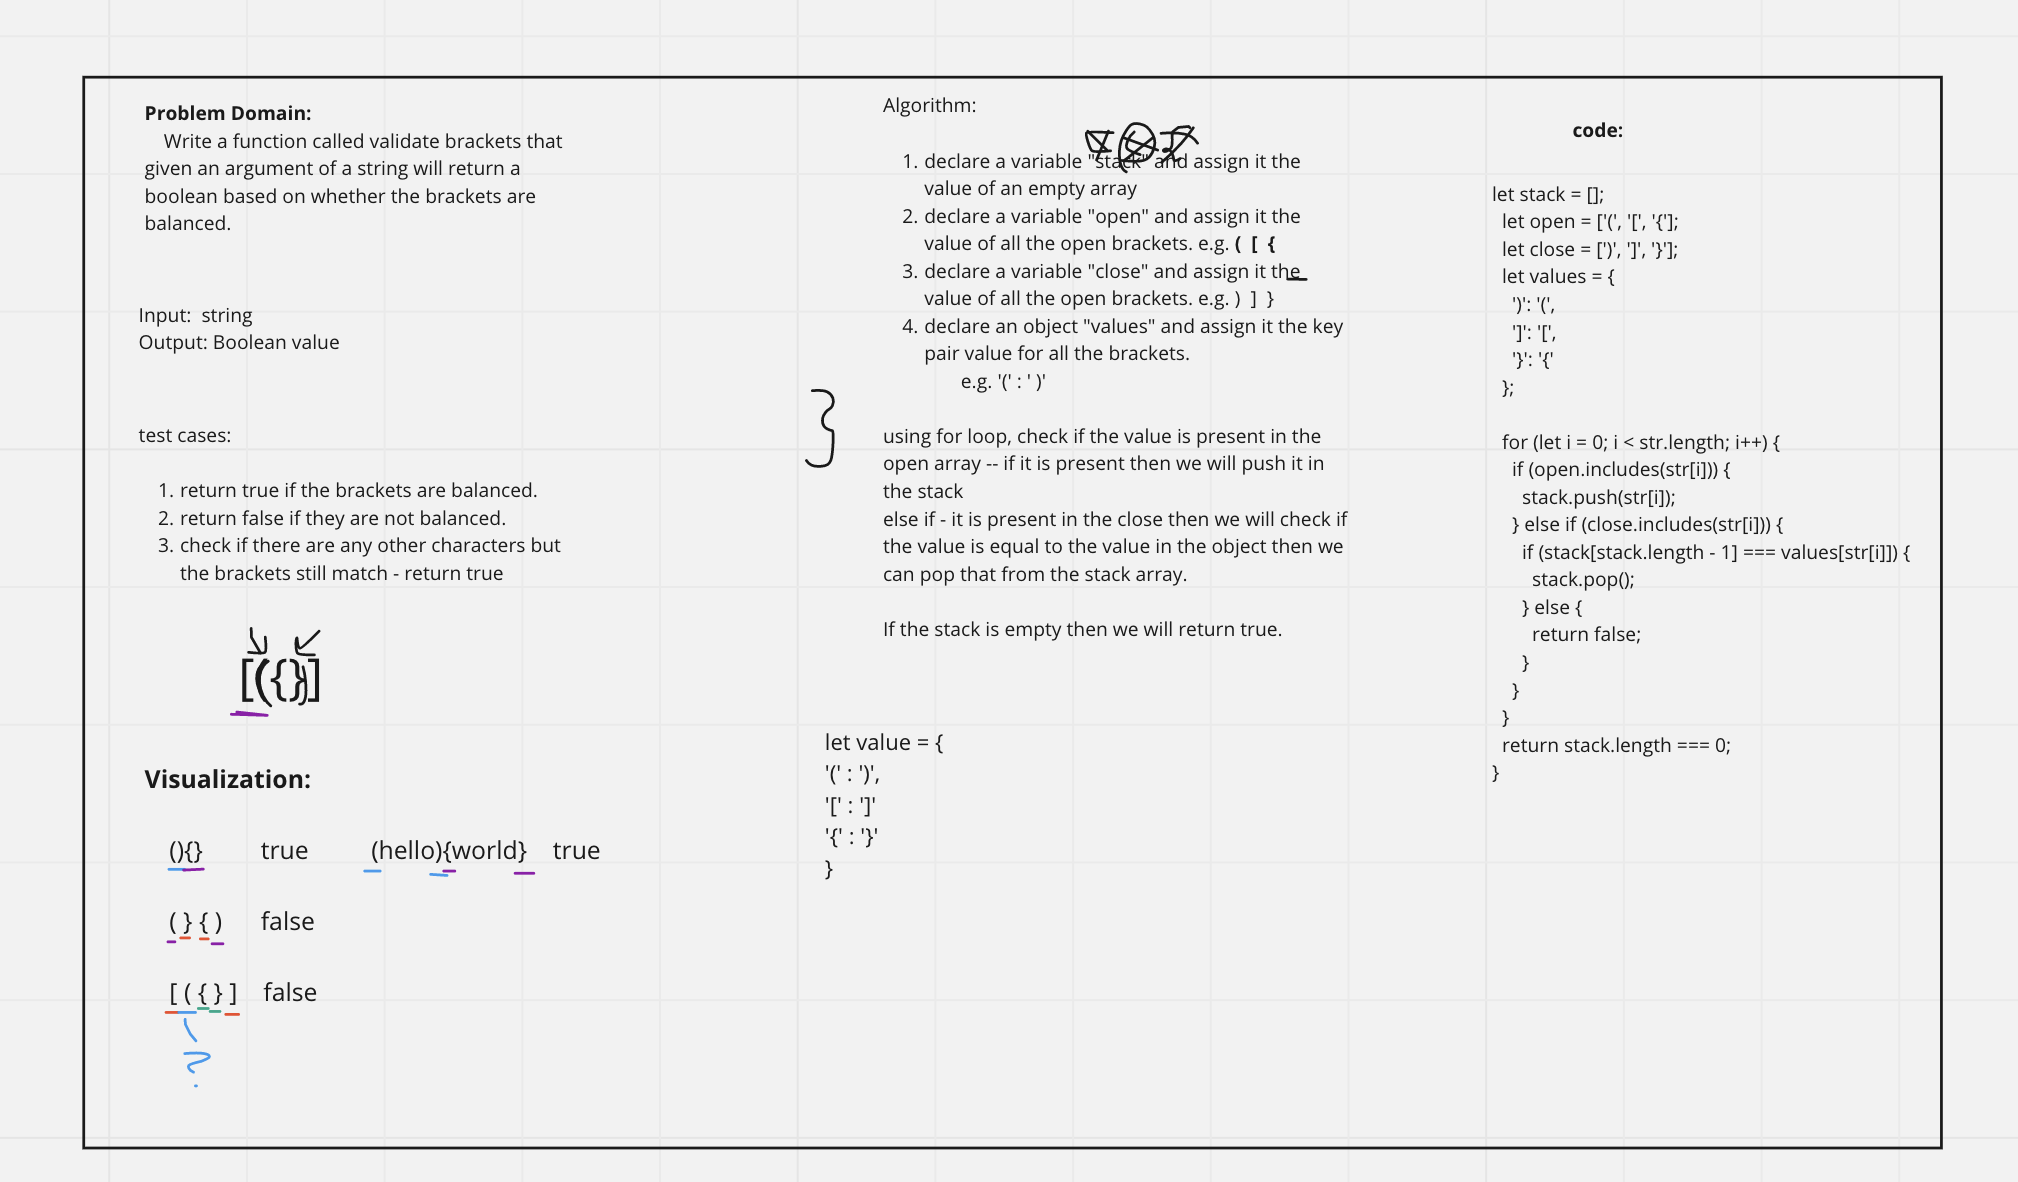 Problem Domain:
Write a function called validate brackets that
given an argument of a string will return a
boolean based on whether the brackets are
balanced.
Input:  string
Output: Boolean value
test cases:
1. return true if the brackets are balanced.
2. return false if they are not balanced.
3. check if there are any other characters but
the brackets still match - return true
[({})]
Visualization:
(){} true (hello){world} true
( } { ) false
[ ( { } ] false
?
Algorithm:
1. declare a variable "stack" and assign it the
value of an empty array
2. declare a variable "open" and assign it the
value of all the open brackets. e.g. ( [ {
3. declare a variable "close" and assign it the
value of all the open brackets. e.g. ) ] }
4. declare an object "values" and assign it the key
pair value for all the brackets.
e.g. '(' : ' )'
}
using for loop, check if the value is present in the
open array -- if it is present then we will push it in
the stack
else if - it is present in the close then we will check if
the value is equal to the value in the object then we
can pop that from the stack array.
If the stack is empty then we will return true.
let value = {
'(' : ')',
'[' : ']'
'{' : '}'
}
code:
let stack = [];
let open = ['(', '[', '{'];
let close = [')', ']', '}'];
let values = {
')': '(',
']': '[',
'}': '{'
};
for (let i = 0; i < str.length; i++) {
if (open.includes(str[i])) {
stack.push(str[i]);
} else if (close.includes(str[i])) {
if (stack[stack.length - 1] === values[str[i]]) {
stack.pop();
} else {
return false;
}
}
}
return stack.length === 0;
}